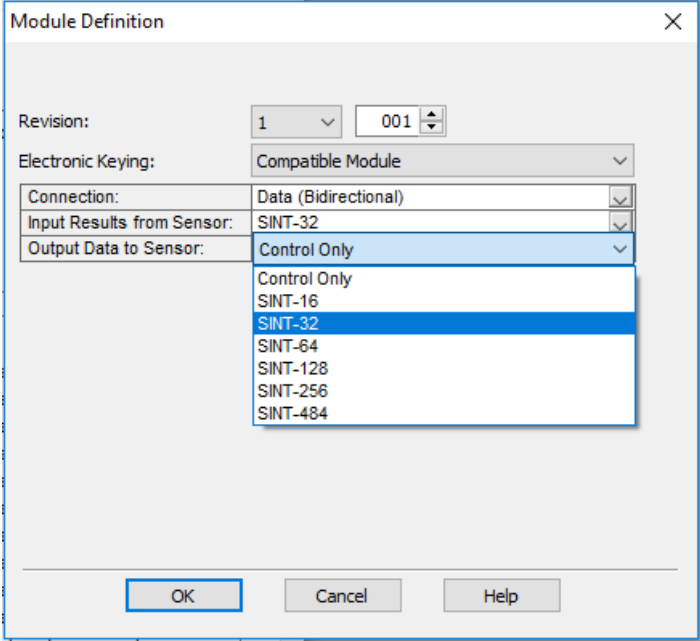 Module Definition
Revision: 1 001
Electronic Keying: Compatible Module
Connection: Data (Bidirectional)
Input Results from Sensor: SINT-32
Output Data to Sensor: Control Only
Control Only
SINT-16
SINT-32
SINT-64
SINT-128
SINT-256
SINT-484
OK Cancel Help